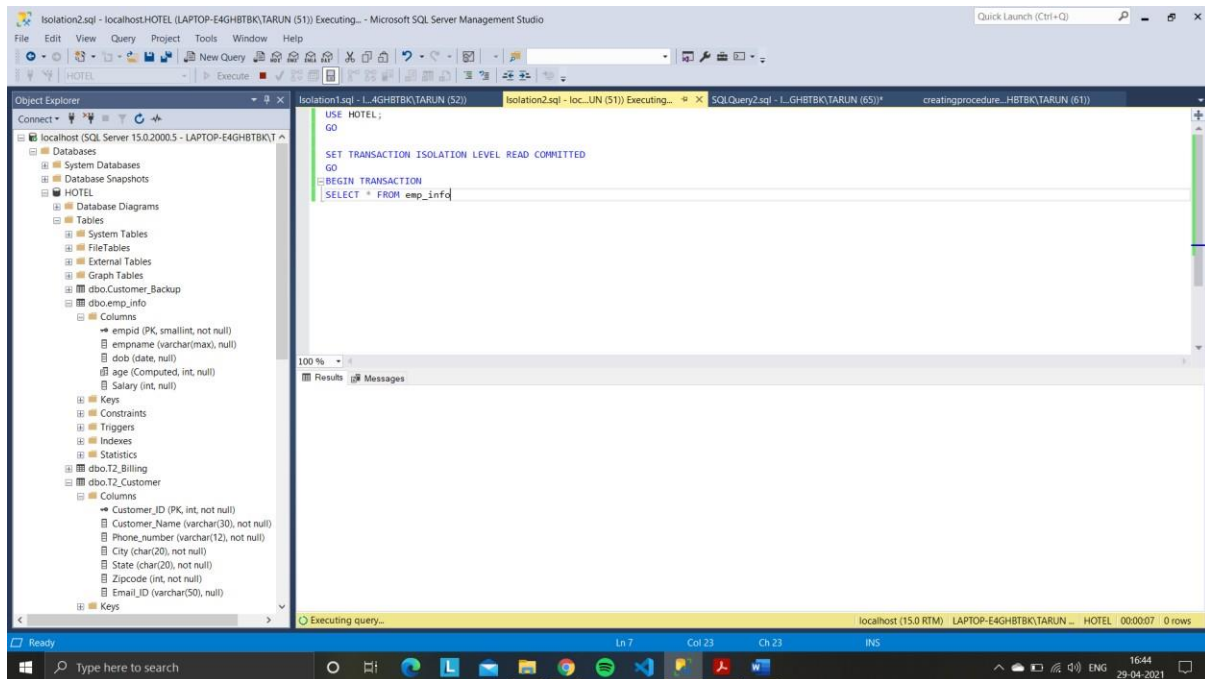 Isolation2.sql - localhost.HOTEL (LAPTOP-E4GHBTBK\TARUN (51)) Executing... - Microsoft SQL Server Management Studio
Quick Launch (Ctrl+Q)
File Edit View Query Project Tools Window Help
New Query
HOTEL Execute
Object Explorer
Isolation1.sql - l...4GHBTBK\TARUN (52))
Isolation2.sql - loc...UN (51)) Executing...
SQLQuery2.sql - l...GHBTBK\TARUN (65))*
creatingprocedure...HBTBK\TARUN (61))
Connect
localhost (SQL Server 15.0.2000.5 - LAPTOP-E4GHBTBK\T
Databases
System Databases
Database Snapshots
HOTEL
Database Diagrams
Tables
System Tables
FileTables
External Tables
Graph Tables
dbo.Customer_Backup
dbo.emp_info
Columns
empid (PK, smallint, not null)
empname (varchar(max), null)
dob (date, null)
age (Computed, int, null)
Salary (int, null)
Keys
Constraints
Triggers
Indexes
Statistics
dbo.T2_Billing
dbo.T2_Customer
Columns
Customer_ID (PK, int, not null)
Customer_Name (varchar(30), not null)
Phone_number (varchar(12), not null)
City (char(20), not null)
State (char(20), not null)
Zipcode (int, not null)
Email_ID (varchar(50), null)
Keys
USE HOTEL;
GO
SET TRANSACTION ISOLATION LEVEL READ COMMITTED
GO
BEGIN TRANSACTION
SELECT * FROM emp_info
100 %
Results Messages
Executing query...
localhost (15.0 RTM) LAPTOP-E4GHBTBK\TARUN ... HOTEL 00:00:07 0 rows
Ready Ln 7 Col 23 Ch 23 INS
Type here to search
ENG
16:44
29-04-2021